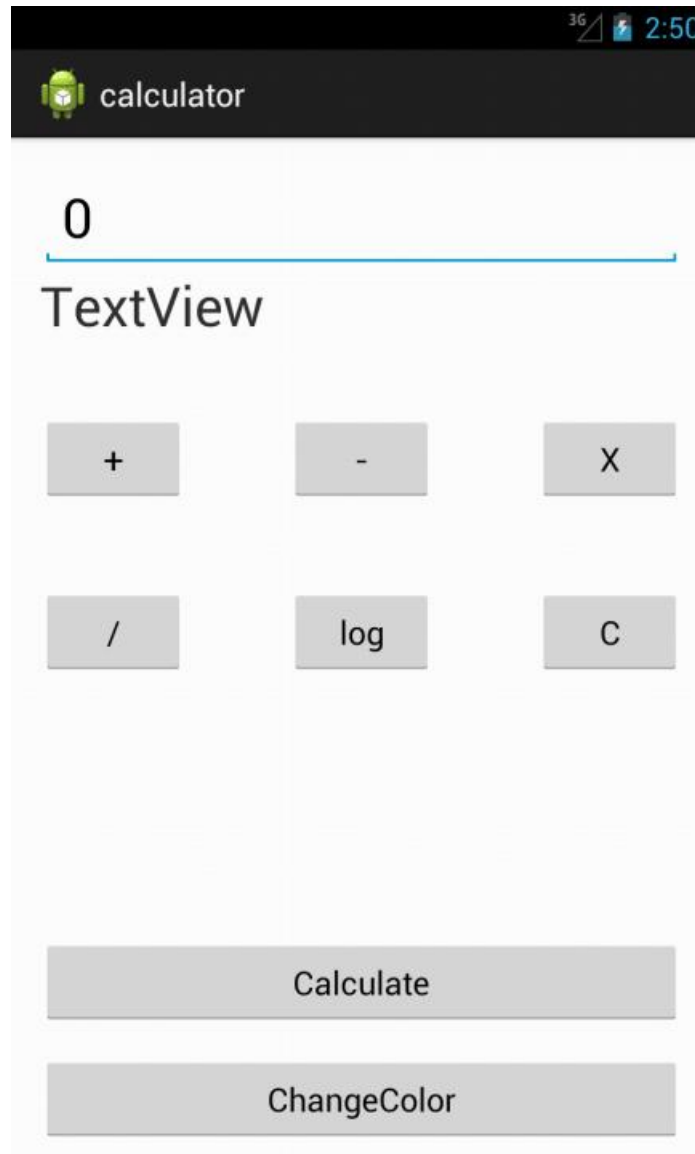 3G 2:50
calculator
0
TextView
+ - X
/ log C
Calculate
ChangeColor